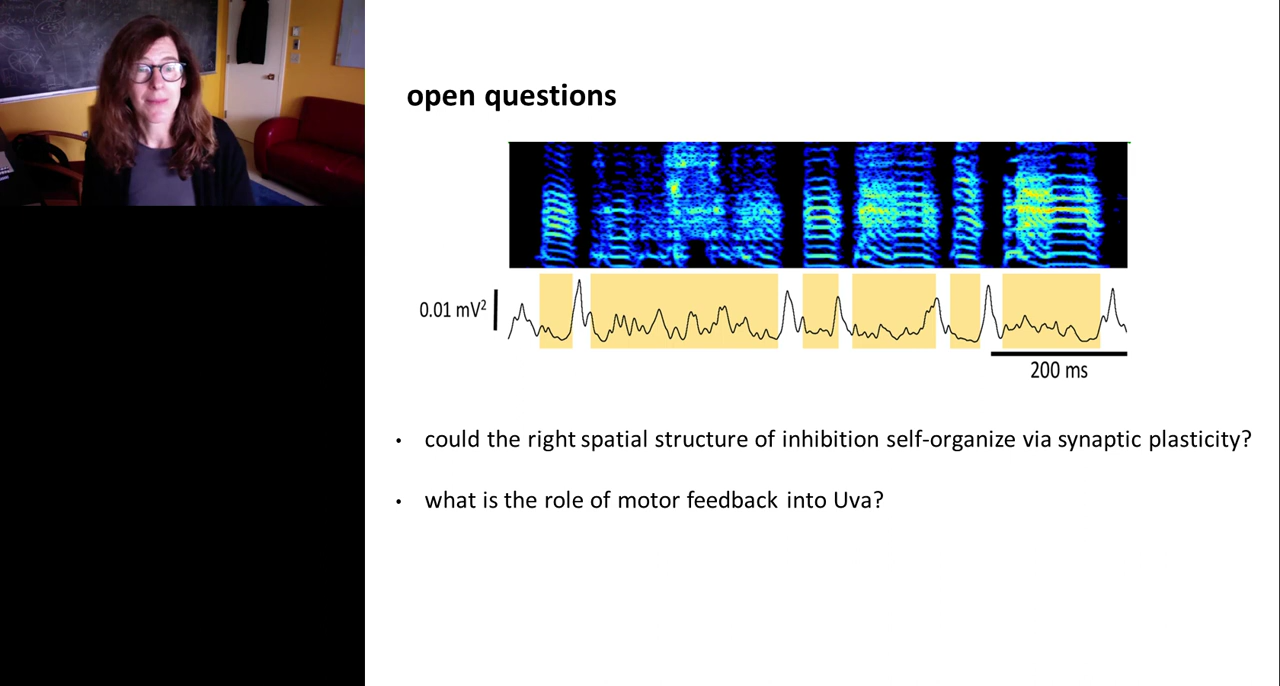 open questions
0.01 mV²
200 ms
• could the right spatial structure of inhibition self-organize via synaptic plasticity?
• what is the role of motor feedback into Uva?